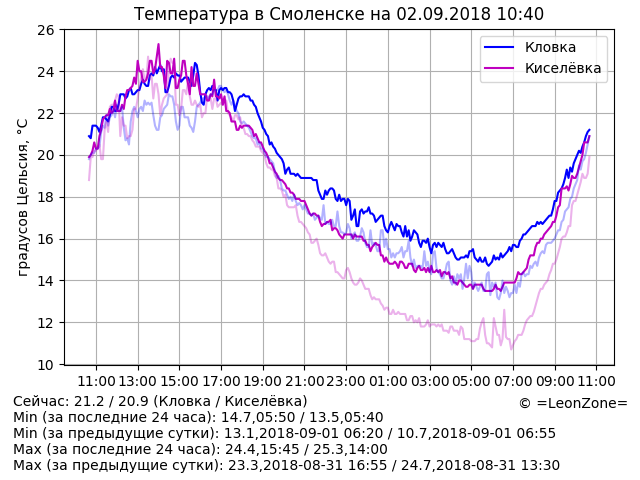 Температура в Смоленске на 02.09.2018 10:40
26
24
22
20
18
16
14
12
10
градусов Цельсия, °C
Кловка
Киселёвка
11:00 13:00 15:00 17:00 19:00 21:00 23:00 01:00 03:00 05:00 07:00 09:00 11:00
Сейчас: 21.2 / 20.9 (Кловка / Киселёвка)
© =LeonZone=
Min (за последние 24 часа): 14.7,05:50 / 13.5,05:40
Min (за предыдущие сутки): 13.1,2018-09-01 06:20 / 10.7,2018-09-01 06:55
Max (за последние 24 часа): 24.4,15:45 / 25.3,14:00
Max (за предыдущие сутки): 23.3,2018-08-31 16:55 / 24.7,2018-08-31 13:30